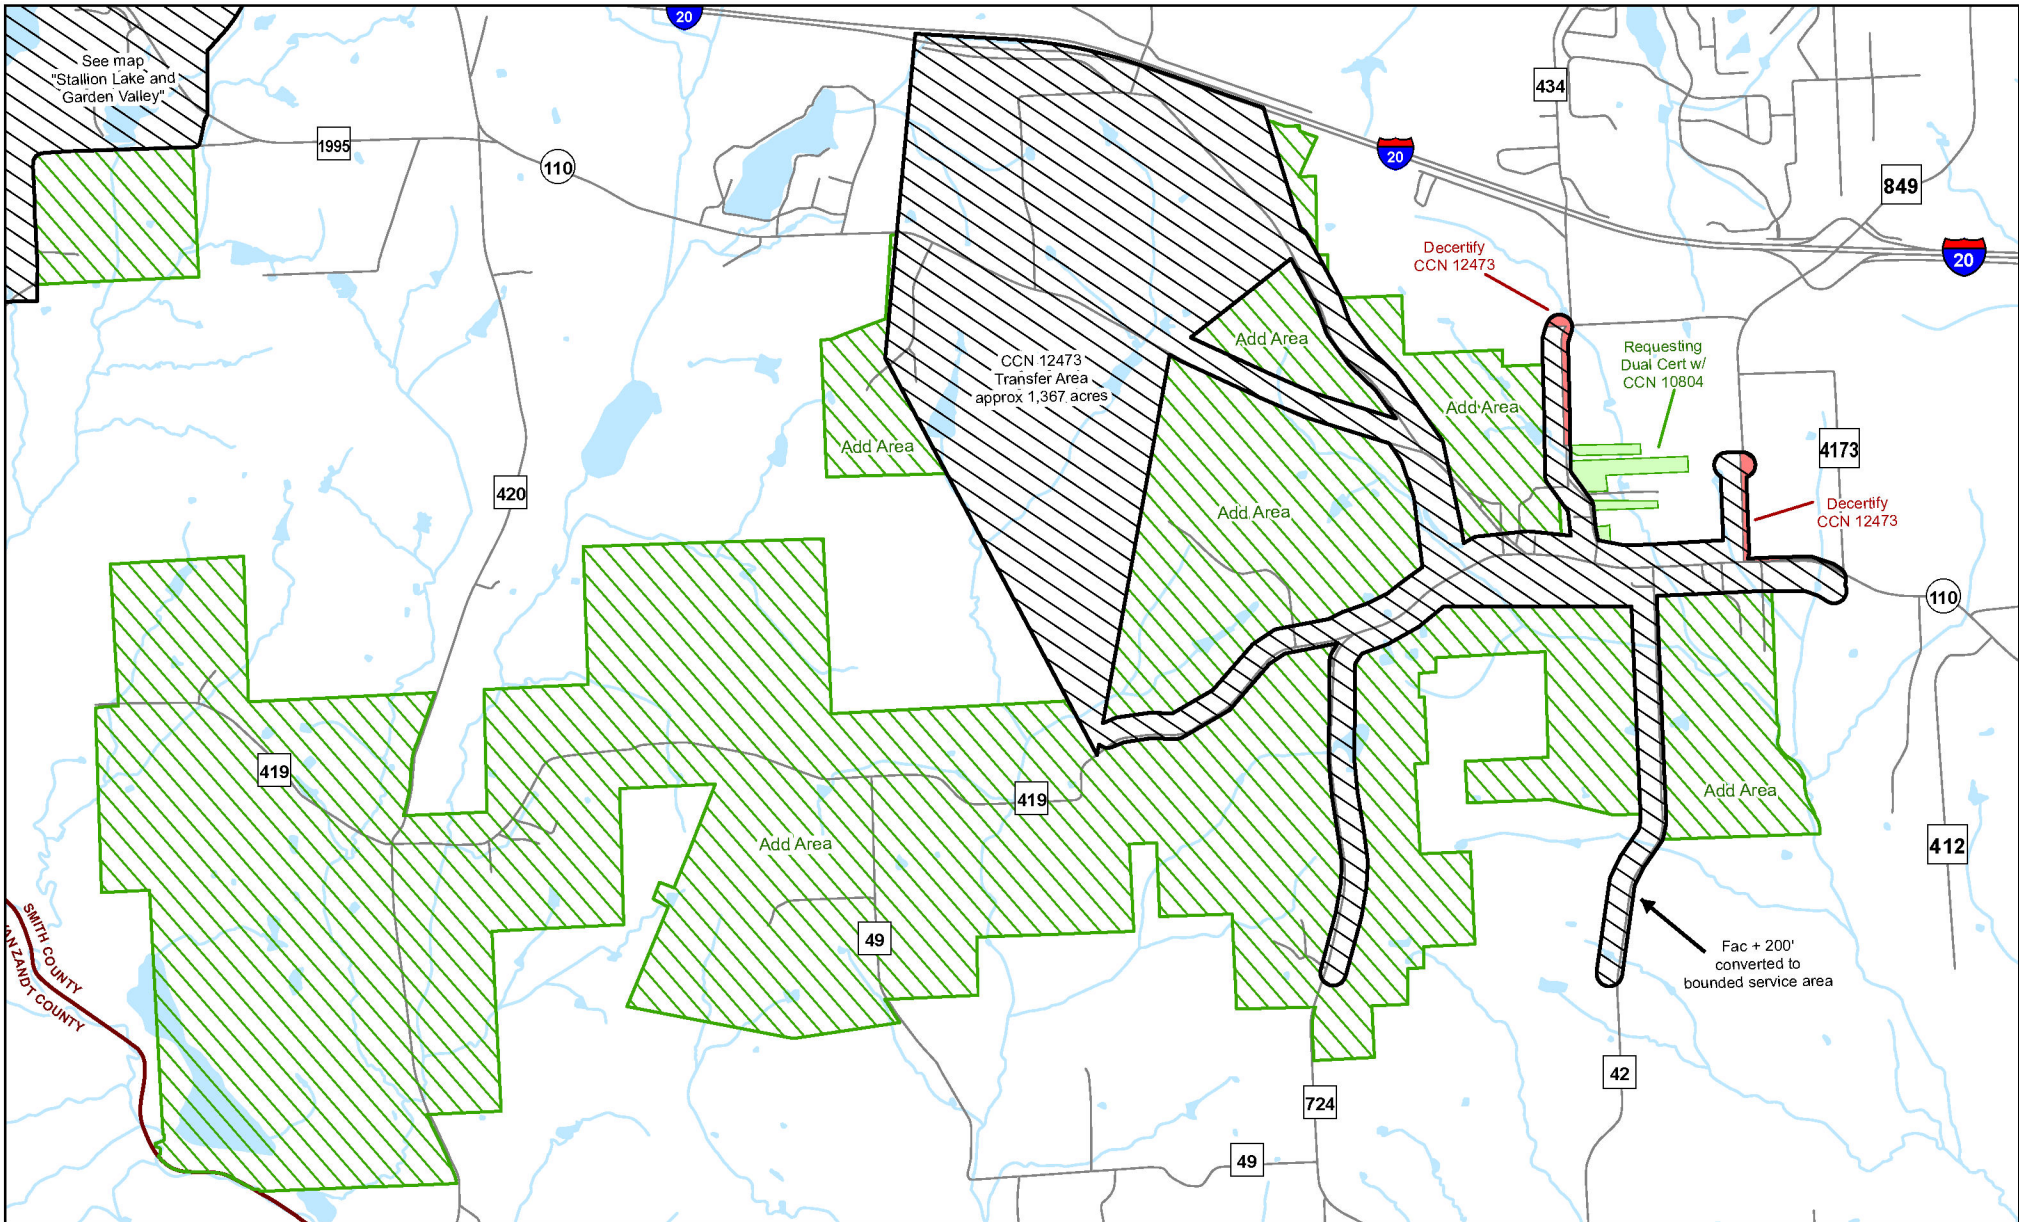 20
See map
"Stallion Lake and
Garden Valley"
1995
110
434
20
849
20
Decertify
CCN 12473
Add Area
Requesting
Dual Cert w/
CCN 10804
CCN 12473
Transfer Area
approx 1,367 acres
Add Area
Add Area
4173
420
Add Area
Decertify
CCN 12473
110
419
419
Add Area
Add Area
412
49
SMITH COUNTY
VAN ZANDT COUNTY
Fac + 200'
converted to
bounded service area
42
724
49